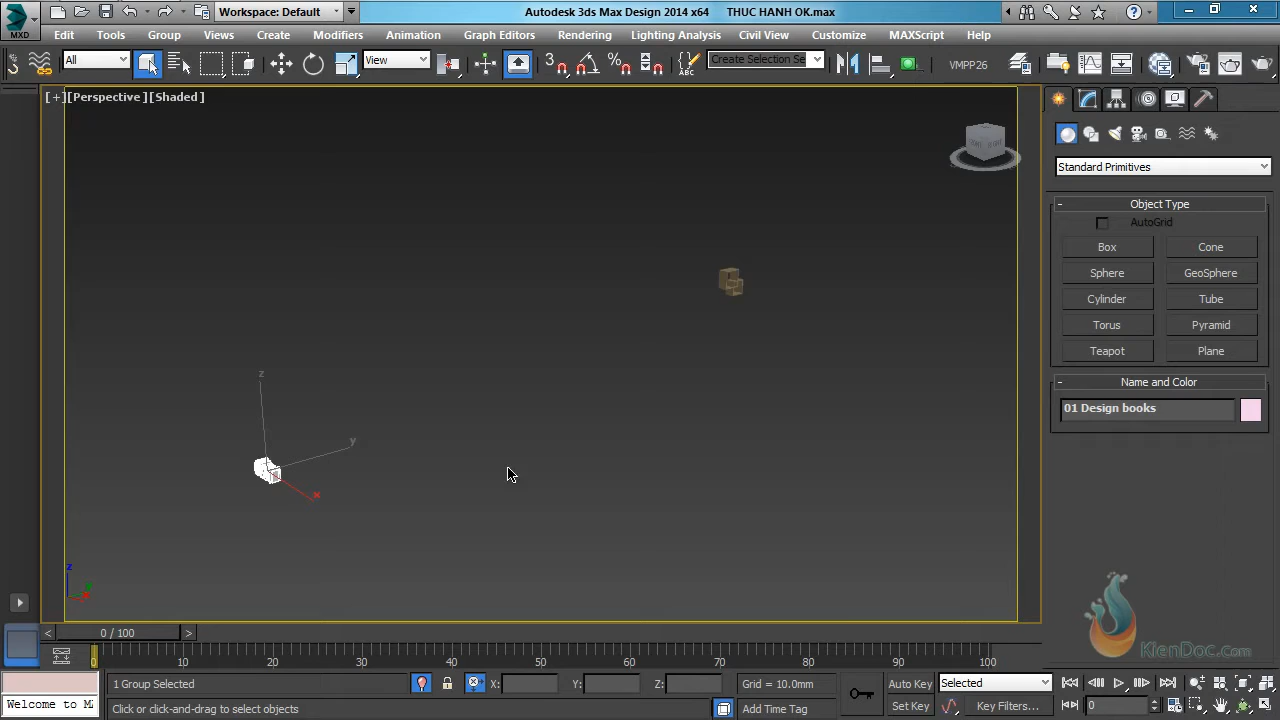 Workspace: Default
Autodesk 3ds Max Design 2014 x64 THUC HANH OK.max
MXD
Edit Tools Group Views Create Modifiers Animation Graph Editors Rendering Lighting Analysis Civil View Customize MAXScript Help
All
View
3
Create Selection Se
VMPP26
[+][Perspective][Shaded]
Standard Primitives
- Object Type
AutoGrid
Box Cone
Sphere GeoSphere
Cylinder Tube
Torus Pyramid
Teapot Plane
- Name and Color
01 Design books
z
y
x
z
KienDoc.com
< 0 / 100 >
0 10 20 30 40 50 60 70 80 90 100
1 Group Selected X: Y: Z: Grid = 10.0mm Auto Key Selected
Welcome to MA Click or click-and-drag to select objects Add Time Tag Set Key Key Filters... 0